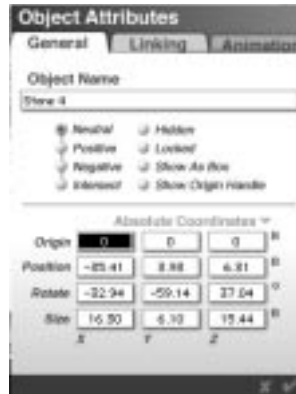 Object Attributes
General Linking Animation
Object Name
Stone 4
Neutral Hidden
Positive Locked
Negative Show As Box
Intersect Show Origin Handle
Absolute Coordinates
Origin 0 0 0
Position -85.41 8.98 6.81
Rotate -32.94 -59.14 37.04
Size 16.50 6.10 15.44
X Y Z